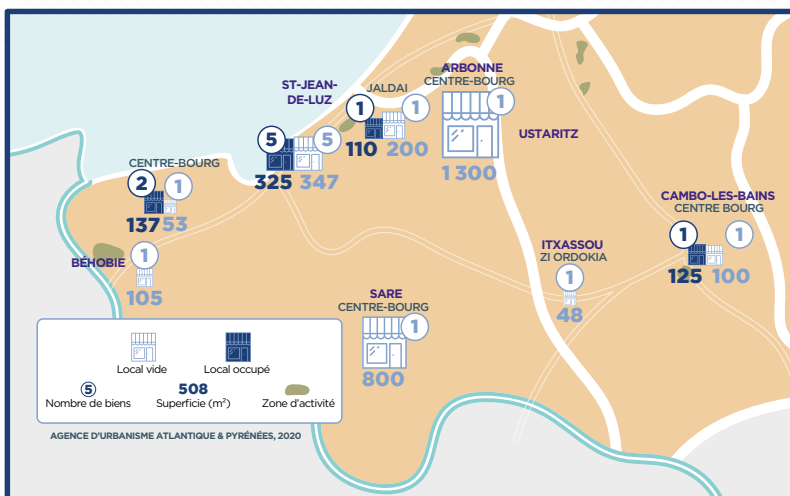 ST-JEAN-
DE-LUZ
JALDAI
ARBONNE
CENTRE-BOURG
1
1
1
USTARITZ
110 200
1 300
5
5
325 347
CENTRE-BOURG
2
1
137 53
BÉHOBIE
1
105
CAMBO-LES-BAINS
CENTRE BOURG
1
1
125 100
ITXASSOU
ZI ORDOKIA
1
48
SARE
CENTRE-BOURG
1
800
Local vide
Local occupé
5
508
Nombre de biens
Superficie (m²)
Zone d'activité
AGENCE D'URBANISME ATLANTIQUE & PYRÉNÉES, 2020